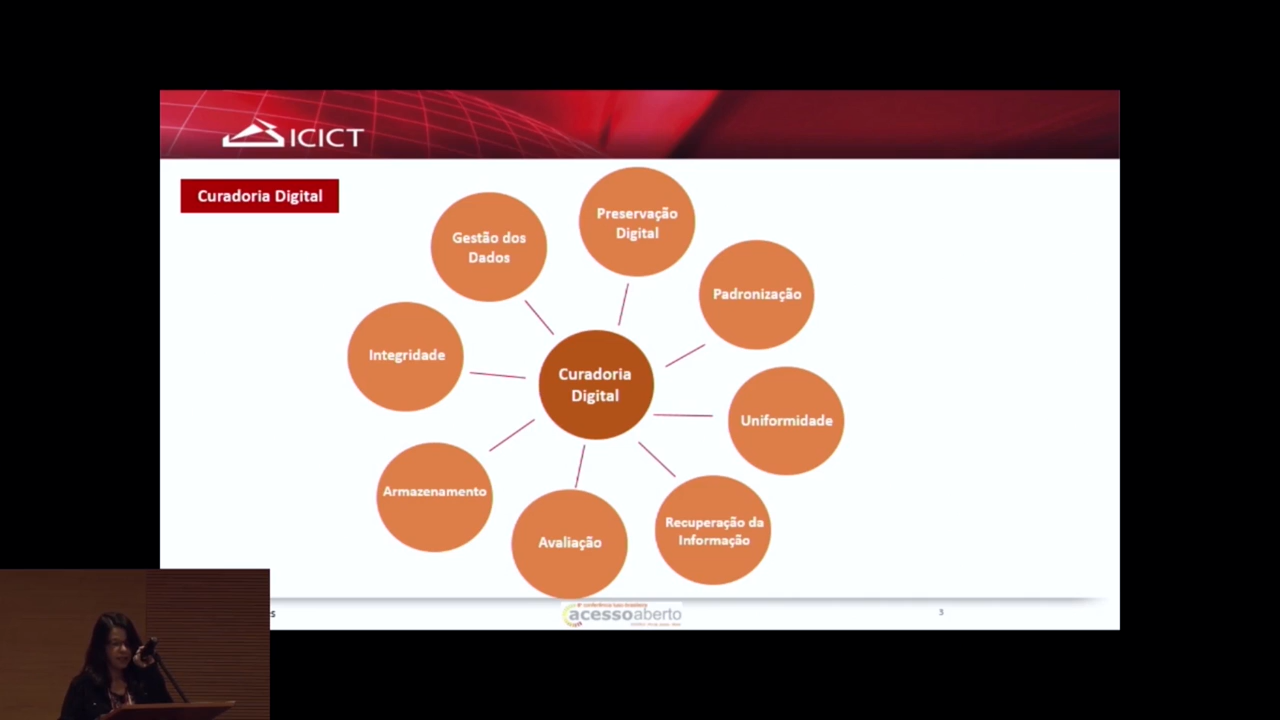 ICICT
Curadoria Digital
Preservação
Digital
Gestão dos
Dados
Padronização
Integridade
Curadoria
Digital
Uniformidade
Armazenamento
Recuperação da
Informação
Avaliação
acessoaberto
3